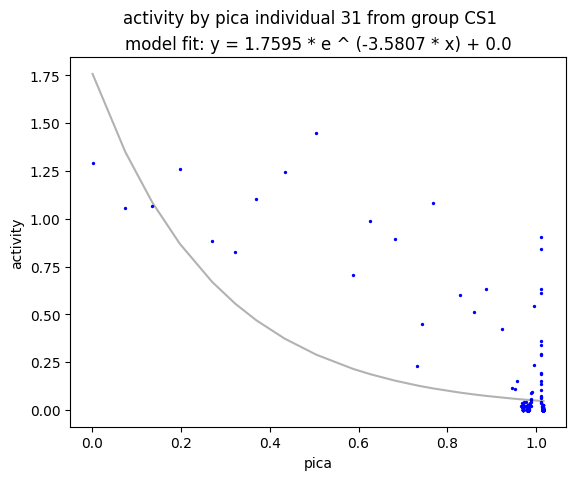 activity by pica individual 31 from group CS1
model fit: y = 1.7595 * e ^ (-3.5807 * x) + 0.0
1.75
1.50
1.25
1.00
0.75
0.50
0.25
0.00
activity
0.0 0.2 0.4 0.6 0.8 1.0
pica